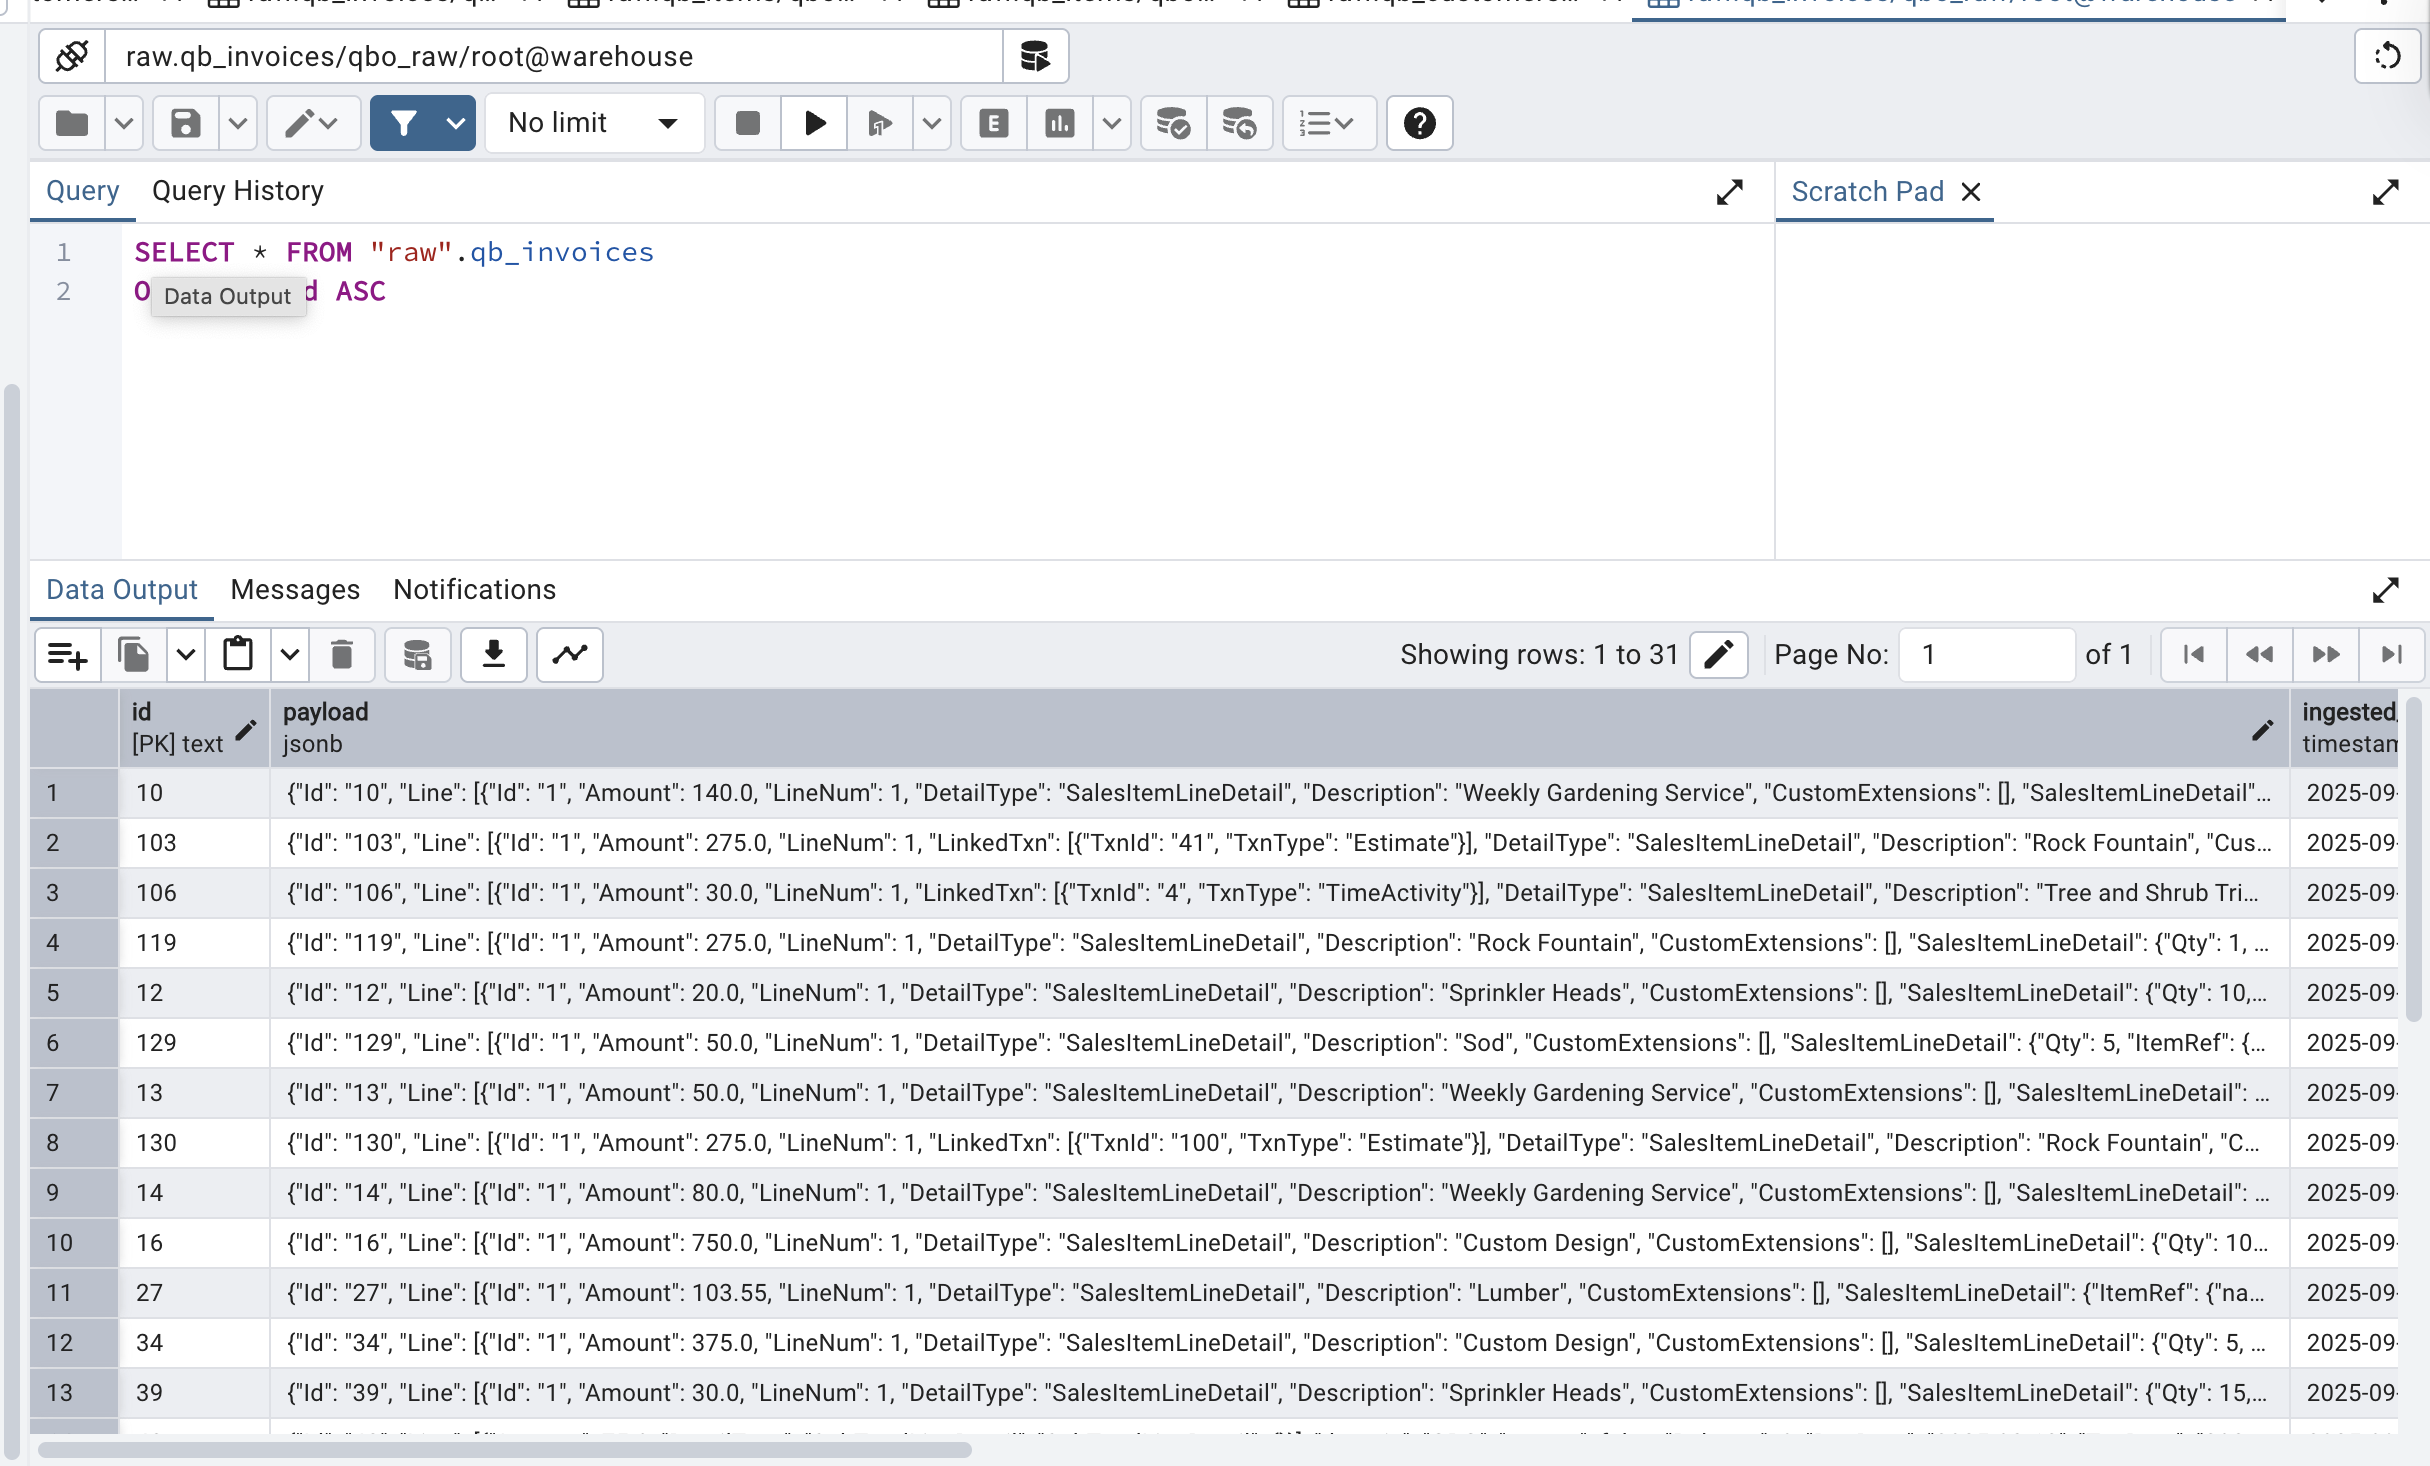 raw.qb_invoices/qbo_raw/root@warehouse
No limit
E
Query
Query History
Scratch Pad
1 SELECT * FROM "raw".qb_invoices
2 O d ASC
Data Output
Data Output Messages Notifications
Showing rows: 1 to 31
Page No: 1 of 1
id payload ingested
[PK] text jsonb timestam
1 10 {"Id": "10", "Line": [{"Id": "1", "Amount": 140.0, "LineNum": 1, "DetailType": "SalesItemLineDetail", "Description": "Weekly Gardening Service", "CustomExtensions": [], "SalesItemLineDetail"... 2025-09-
2 103 {"Id": "103", "Line": [{"Id": "1", "Amount": 275.0, "LineNum": 1, "LinkedTxn": [{"TxnId": "41", "TxnType": "Estimate"}], "DetailType": "SalesItemLineDetail", "Description": "Rock Fountain", "Cus... 2025-09-
3 106 {"Id": "106", "Line": [{"Id": "1", "Amount": 30.0, "LineNum": 1, "LinkedTxn": [{"TxnId": "4", "TxnType": "TimeActivity"}], "DetailType": "SalesItemLineDetail", "Description": "Tree and Shrub Tri... 2025-09-
4 119 {"Id": "119", "Line": [{"Id": "1", "Amount": 275.0, "LineNum": 1, "DetailType": "SalesItemLineDetail", "Description": "Rock Fountain", "CustomExtensions": [], "SalesItemLineDetail": {"Qty": 1, ... 2025-09-
5 12 {"Id": "12", "Line": [{"Id": "1", "Amount": 20.0, "LineNum": 1, "DetailType": "SalesItemLineDetail", "Description": "Sprinkler Heads", "CustomExtensions": [], "SalesItemLineDetail": {"Qty": 10,... 2025-09-
6 129 {"Id": "129", "Line": [{"Id": "1", "Amount": 50.0, "LineNum": 1, "DetailType": "SalesItemLineDetail", "Description": "Sod", "CustomExtensions": [], "SalesItemLineDetail": {"Qty": 5, "ItemRef": {... 2025-09-
7 13 {"Id": "13", "Line": [{"Id": "1", "Amount": 50.0, "LineNum": 1, "DetailType": "SalesItemLineDetail", "Description": "Weekly Gardening Service", "CustomExtensions": [], "SalesItemLineDetail": ... 2025-09-
8 130 {"Id": "130", "Line": [{"Id": "1", "Amount": 275.0, "LineNum": 1, "LinkedTxn": [{"TxnId": "100", "TxnType": "Estimate"}], "DetailType": "SalesItemLineDetail", "Description": "Rock Fountain", "C... 2025-09-
9 14 {"Id": "14", "Line": [{"Id": "1", "Amount": 80.0, "LineNum": 1, "DetailType": "SalesItemLineDetail", "Description": "Weekly Gardening Service", "CustomExtensions": [], "SalesItemLineDetail": ... 2025-09-
10 16 {"Id": "16", "Line": [{"Id": "1", "Amount": 750.0, "LineNum": 1, "DetailType": "SalesItemLineDetail", "Description": "Custom Design", "CustomExtensions": [], "SalesItemLineDetail": {"Qty": 10... 2025-09-
11 27 {"Id": "27", "Line": [{"Id": "1", "Amount": 103.55, "LineNum": 1, "DetailType": "SalesItemLineDetail", "Description": "Lumber", "CustomExtensions": [], "SalesItemLineDetail": {"ItemRef": {"na... 2025-09-
12 34 {"Id": "34", "Line": [{"Id": "1", "Amount": 375.0, "LineNum": 1, "DetailType": "SalesItemLineDetail", "Description": "Custom Design", "CustomExtensions": [], "SalesItemLineDetail": {"Qty": 5, ... 2025-09-
13 39 {"Id": "39", "Line": [{"Id": "1", "Amount": 30.0, "LineNum": 1, "DetailType": "SalesItemLineDetail", "Description": "Sprinkler Heads", "CustomExtensions": [], "SalesItemLineDetail": {"Qty": 15,... 2025-09-